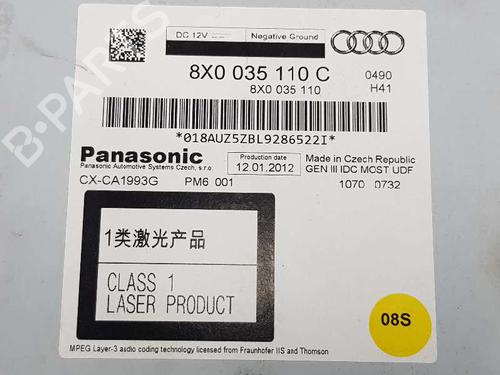 DC 12V Negative Ground
8X0 035 110 C
0490
8X0 035 110
H41
*018AUZ5ZBL9286522I*
Panasonic
Panasonic Automotive Systems Czech, s.r.o.
Production date
12.01.2012
Made in Czech Republic
GEN III IDC MOST UDF
CX-CA1993G PM6 001
1070 0732
1类激光产品
CLASS 1
LASER PRODUCT
08S
MPEG Layer-3 audio coding technology licensed from Fraunhofer IIS and Thomson
B-PARTS